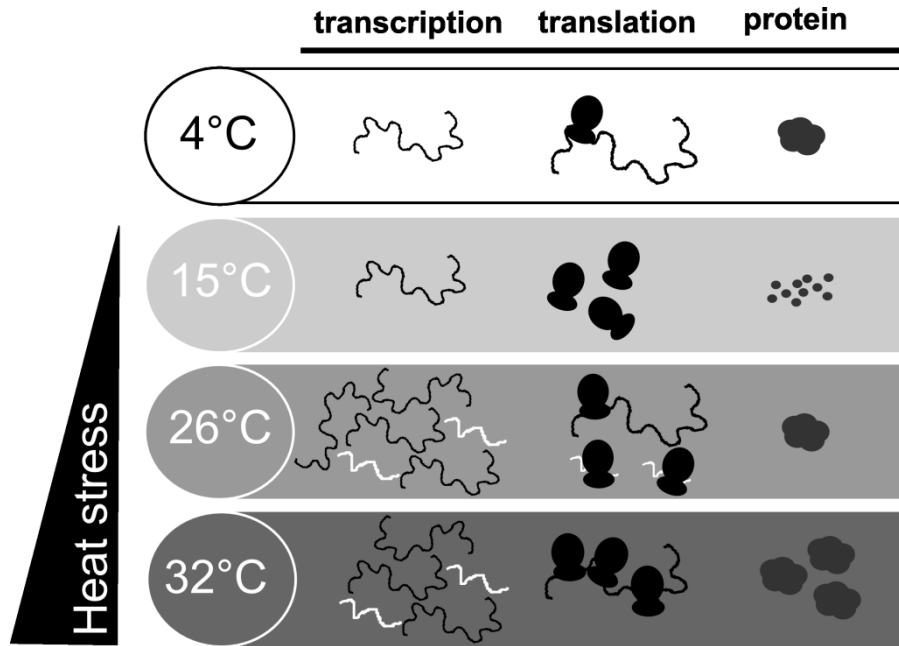 transcription translation protein
4°C
15°C
26°C
32°C
Heat stress